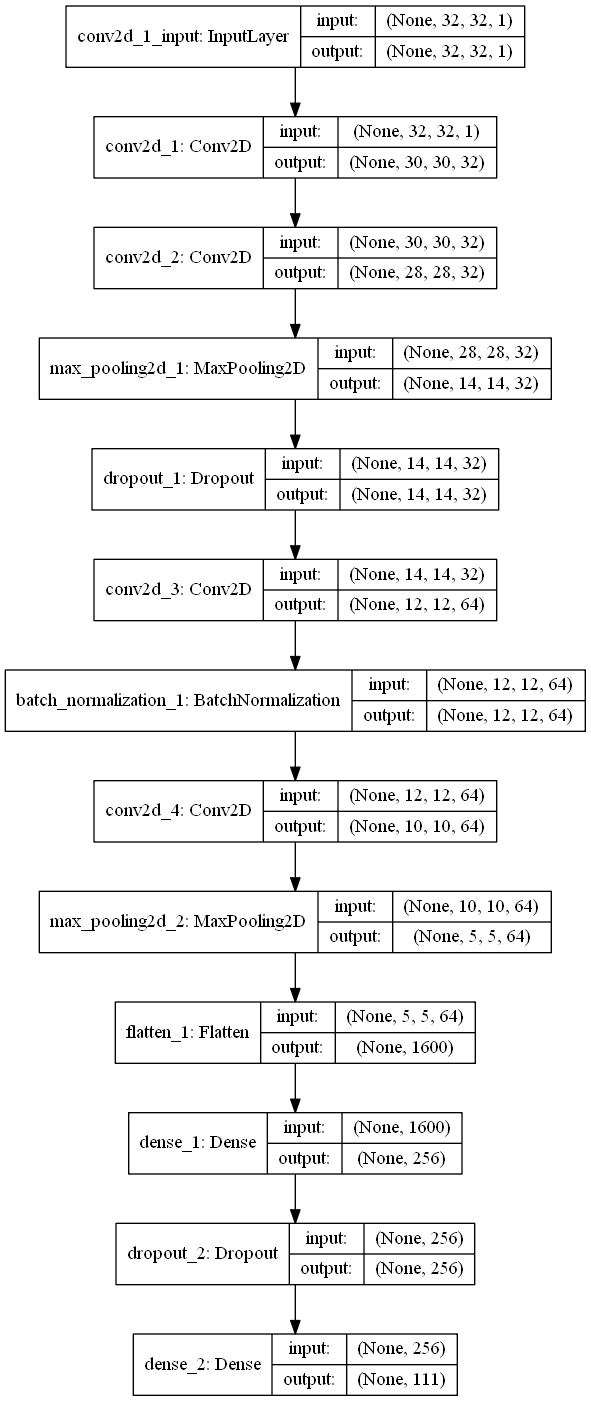 conv2d_1_input: InputLayer
input: (None, 32, 32, 1)
output: (None, 32, 32, 1)
conv2d_1: Conv2D
input: (None, 32, 32, 1)
output: (None, 30, 30, 32)
conv2d_2: Conv2D
input: (None, 30, 30, 32)
output: (None, 28, 28, 32)
max_pooling2d_1: MaxPooling2D
input: (None, 28, 28, 32)
output: (None, 14, 14, 32)
dropout_1: Dropout
input: (None, 14, 14, 32)
output: (None, 14, 14, 32)
conv2d_3: Conv2D
input: (None, 14, 14, 32)
output: (None, 12, 12, 64)
batch_normalization_1: BatchNormalization
input: (None, 12, 12, 64)
output: (None, 12, 12, 64)
conv2d_4: Conv2D
input: (None, 12, 12, 64)
output: (None, 10, 10, 64)
max_pooling2d_2: MaxPooling2D
input: (None, 10, 10, 64)
output: (None, 5, 5, 64)
flatten_1: Flatten
input: (None, 5, 5, 64)
output: (None, 1600)
dense_1: Dense
input: (None, 1600)
output: (None, 256)
dropout_2: Dropout
input: (None, 256)
output: (None, 256)
dense_2: Dense
input: (None, 256)
output: (None, 111)